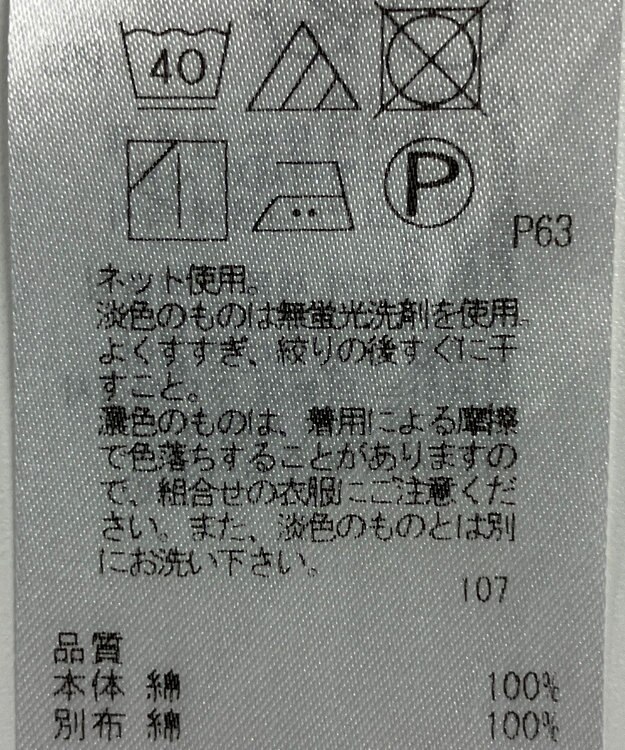 40
P
P63
ネット使用。
淡色のものは無蛍光洗剤を使用。
よくすすぎ、絞りの後すぐに干
すこと。
濃色のものは、着用による摩擦
で色落ちすることがありますの
で、組合せの衣服にご注意くだ
さい。また、淡色のものとは別
にお洗い下さい。
107
品質
本体 綿 100%
別布 綿 100%